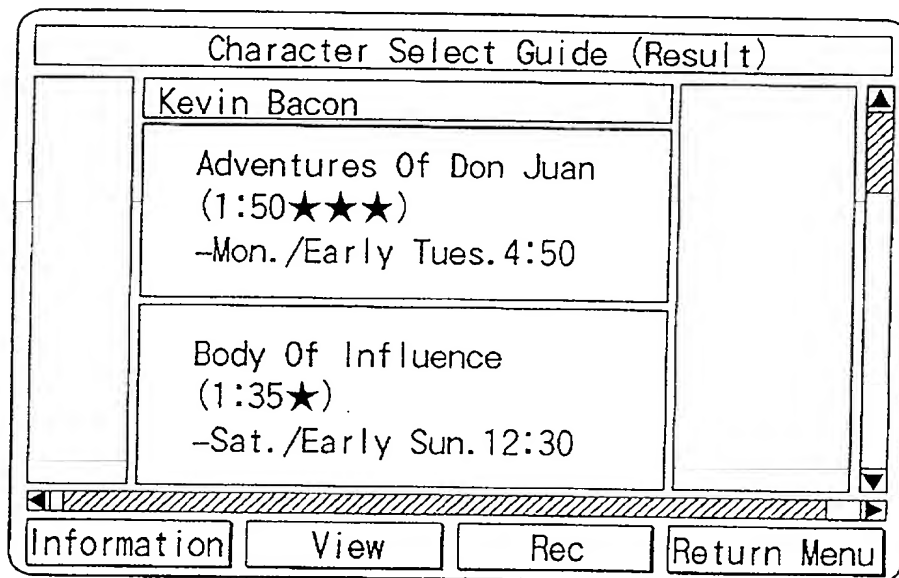 Character Select Guide (Result)
Kevin Bacon
Adventures Of Don Juan
(1:50★★★)
–Mon./Early Tues.4:50
Body Of Influence
(1:35★)
–Sat./Early Sun.12:30
Information View Rec Return Menu